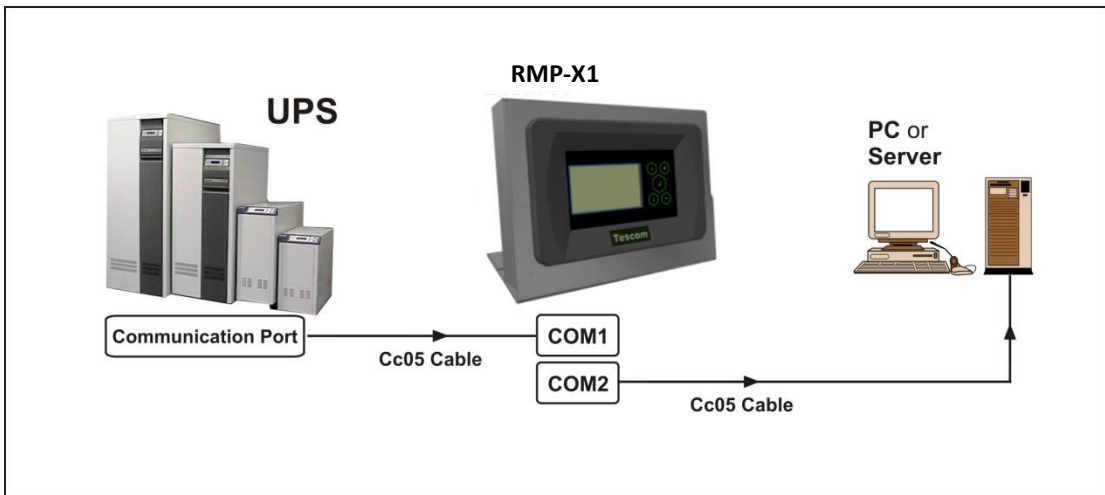 RMP-X1
UPS
PC or
Server
Tescom
Communication Port
COM1
Cc05 Cable
COM2
Cc05 Cable